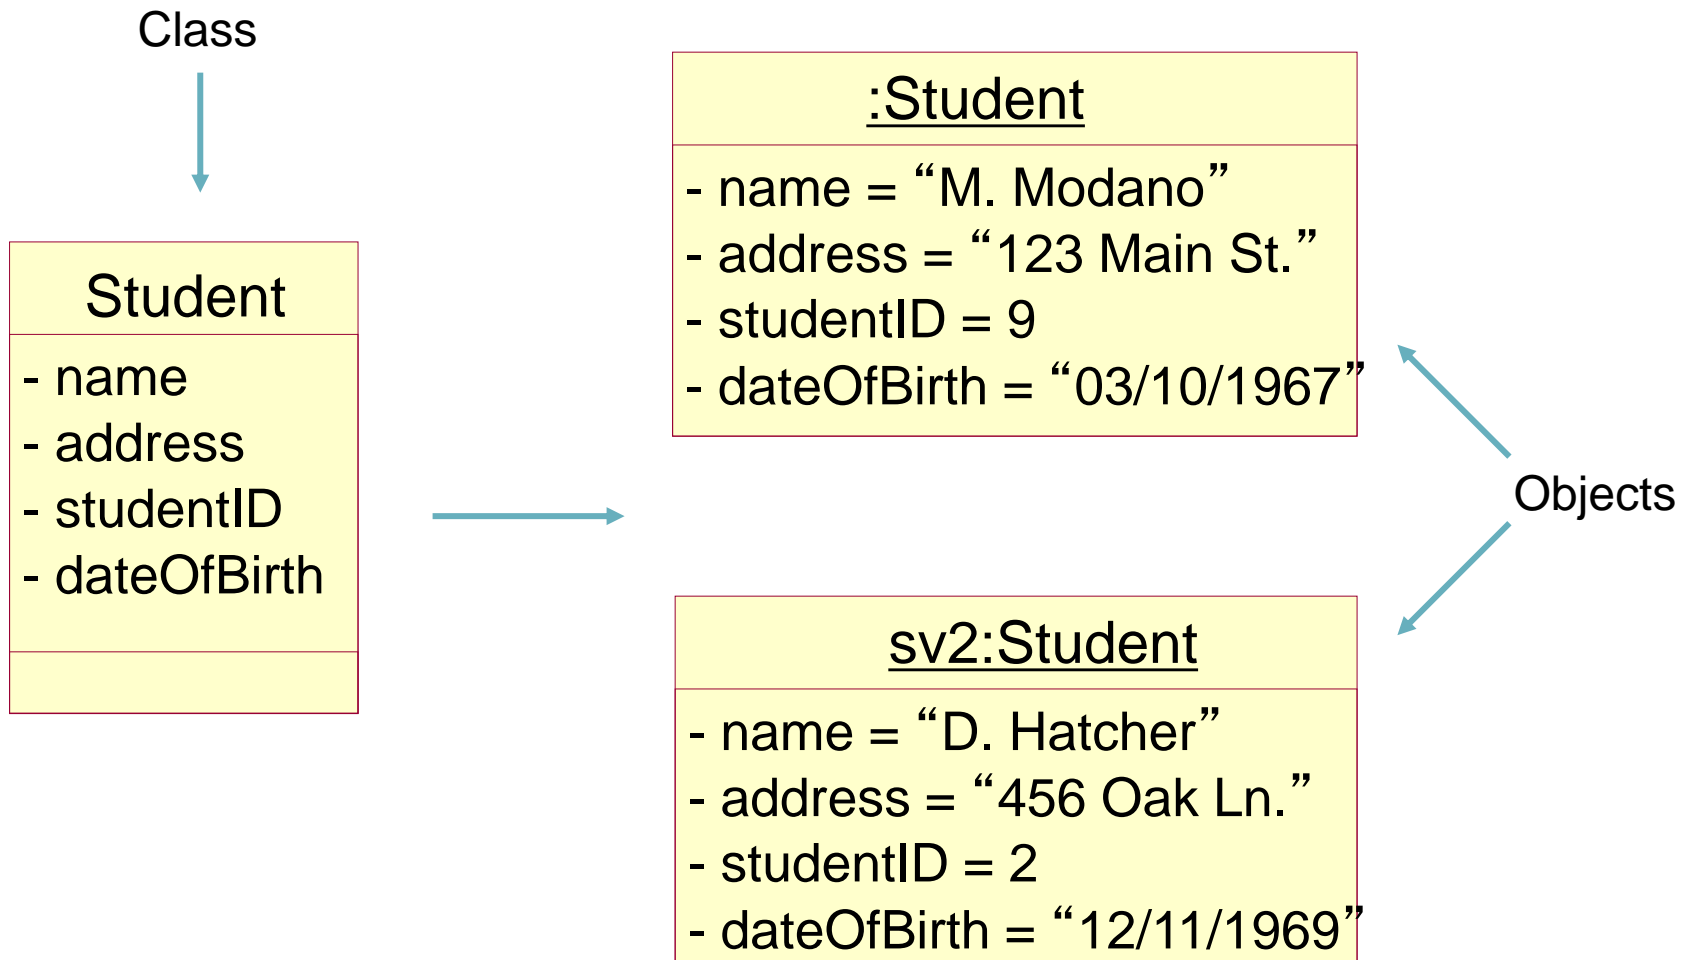 Class
Student
- name
- address
- studentID
- dateOfBirth
:Student
- name = “M. Modano”
- address = “123 Main St.”
- studentID = 9
- dateOfBirth = “03/10/1967”
Objects
sv2:Student
- name = “D. Hatcher”
- address = “456 Oak Ln.”
- studentID = 2
- dateOfBirth = “12/11/1969”